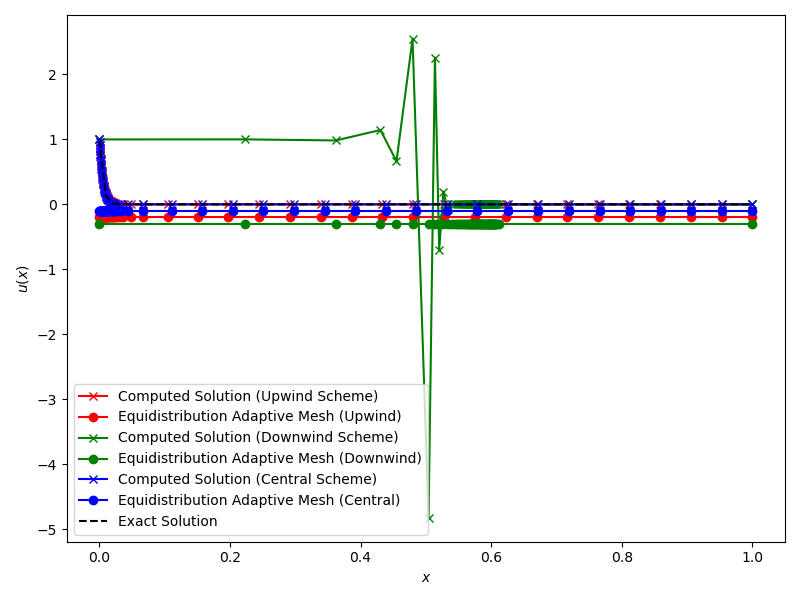 2
1
0
−1
−2
−3
−4
−5
u(x)
Computed Solution (Upwind Scheme)
Equidistribution Adaptive Mesh (Upwind)
Computed Solution (Downwind Scheme)
Equidistribution Adaptive Mesh (Downwind)
Computed Solution (Central Scheme)
Equidistribution Adaptive Mesh (Central)
Exact Solution
0.0 0.2 0.4 0.6 0.8 1.0
x